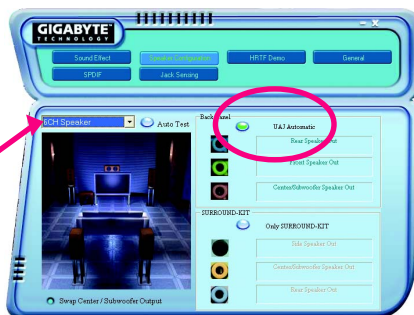 GIGABYTE
TECHNOLOGY
Sound Effect
Speaker Configuration
HRTF Demo
General
SPDIF
Jack Sensing
6CH Speaker
Auto Test
Back Panel
UAJ Automatic
Rear Speaker Out
Front Speaker Out
Center/Subwoofer Speaker Out
SURROUND-KIT
Only SURROUND-KIT
Side Speaker Out
Center/Subwoofer Speaker Out
Rear Speaker Out
Swap Center / Subwoofer Output